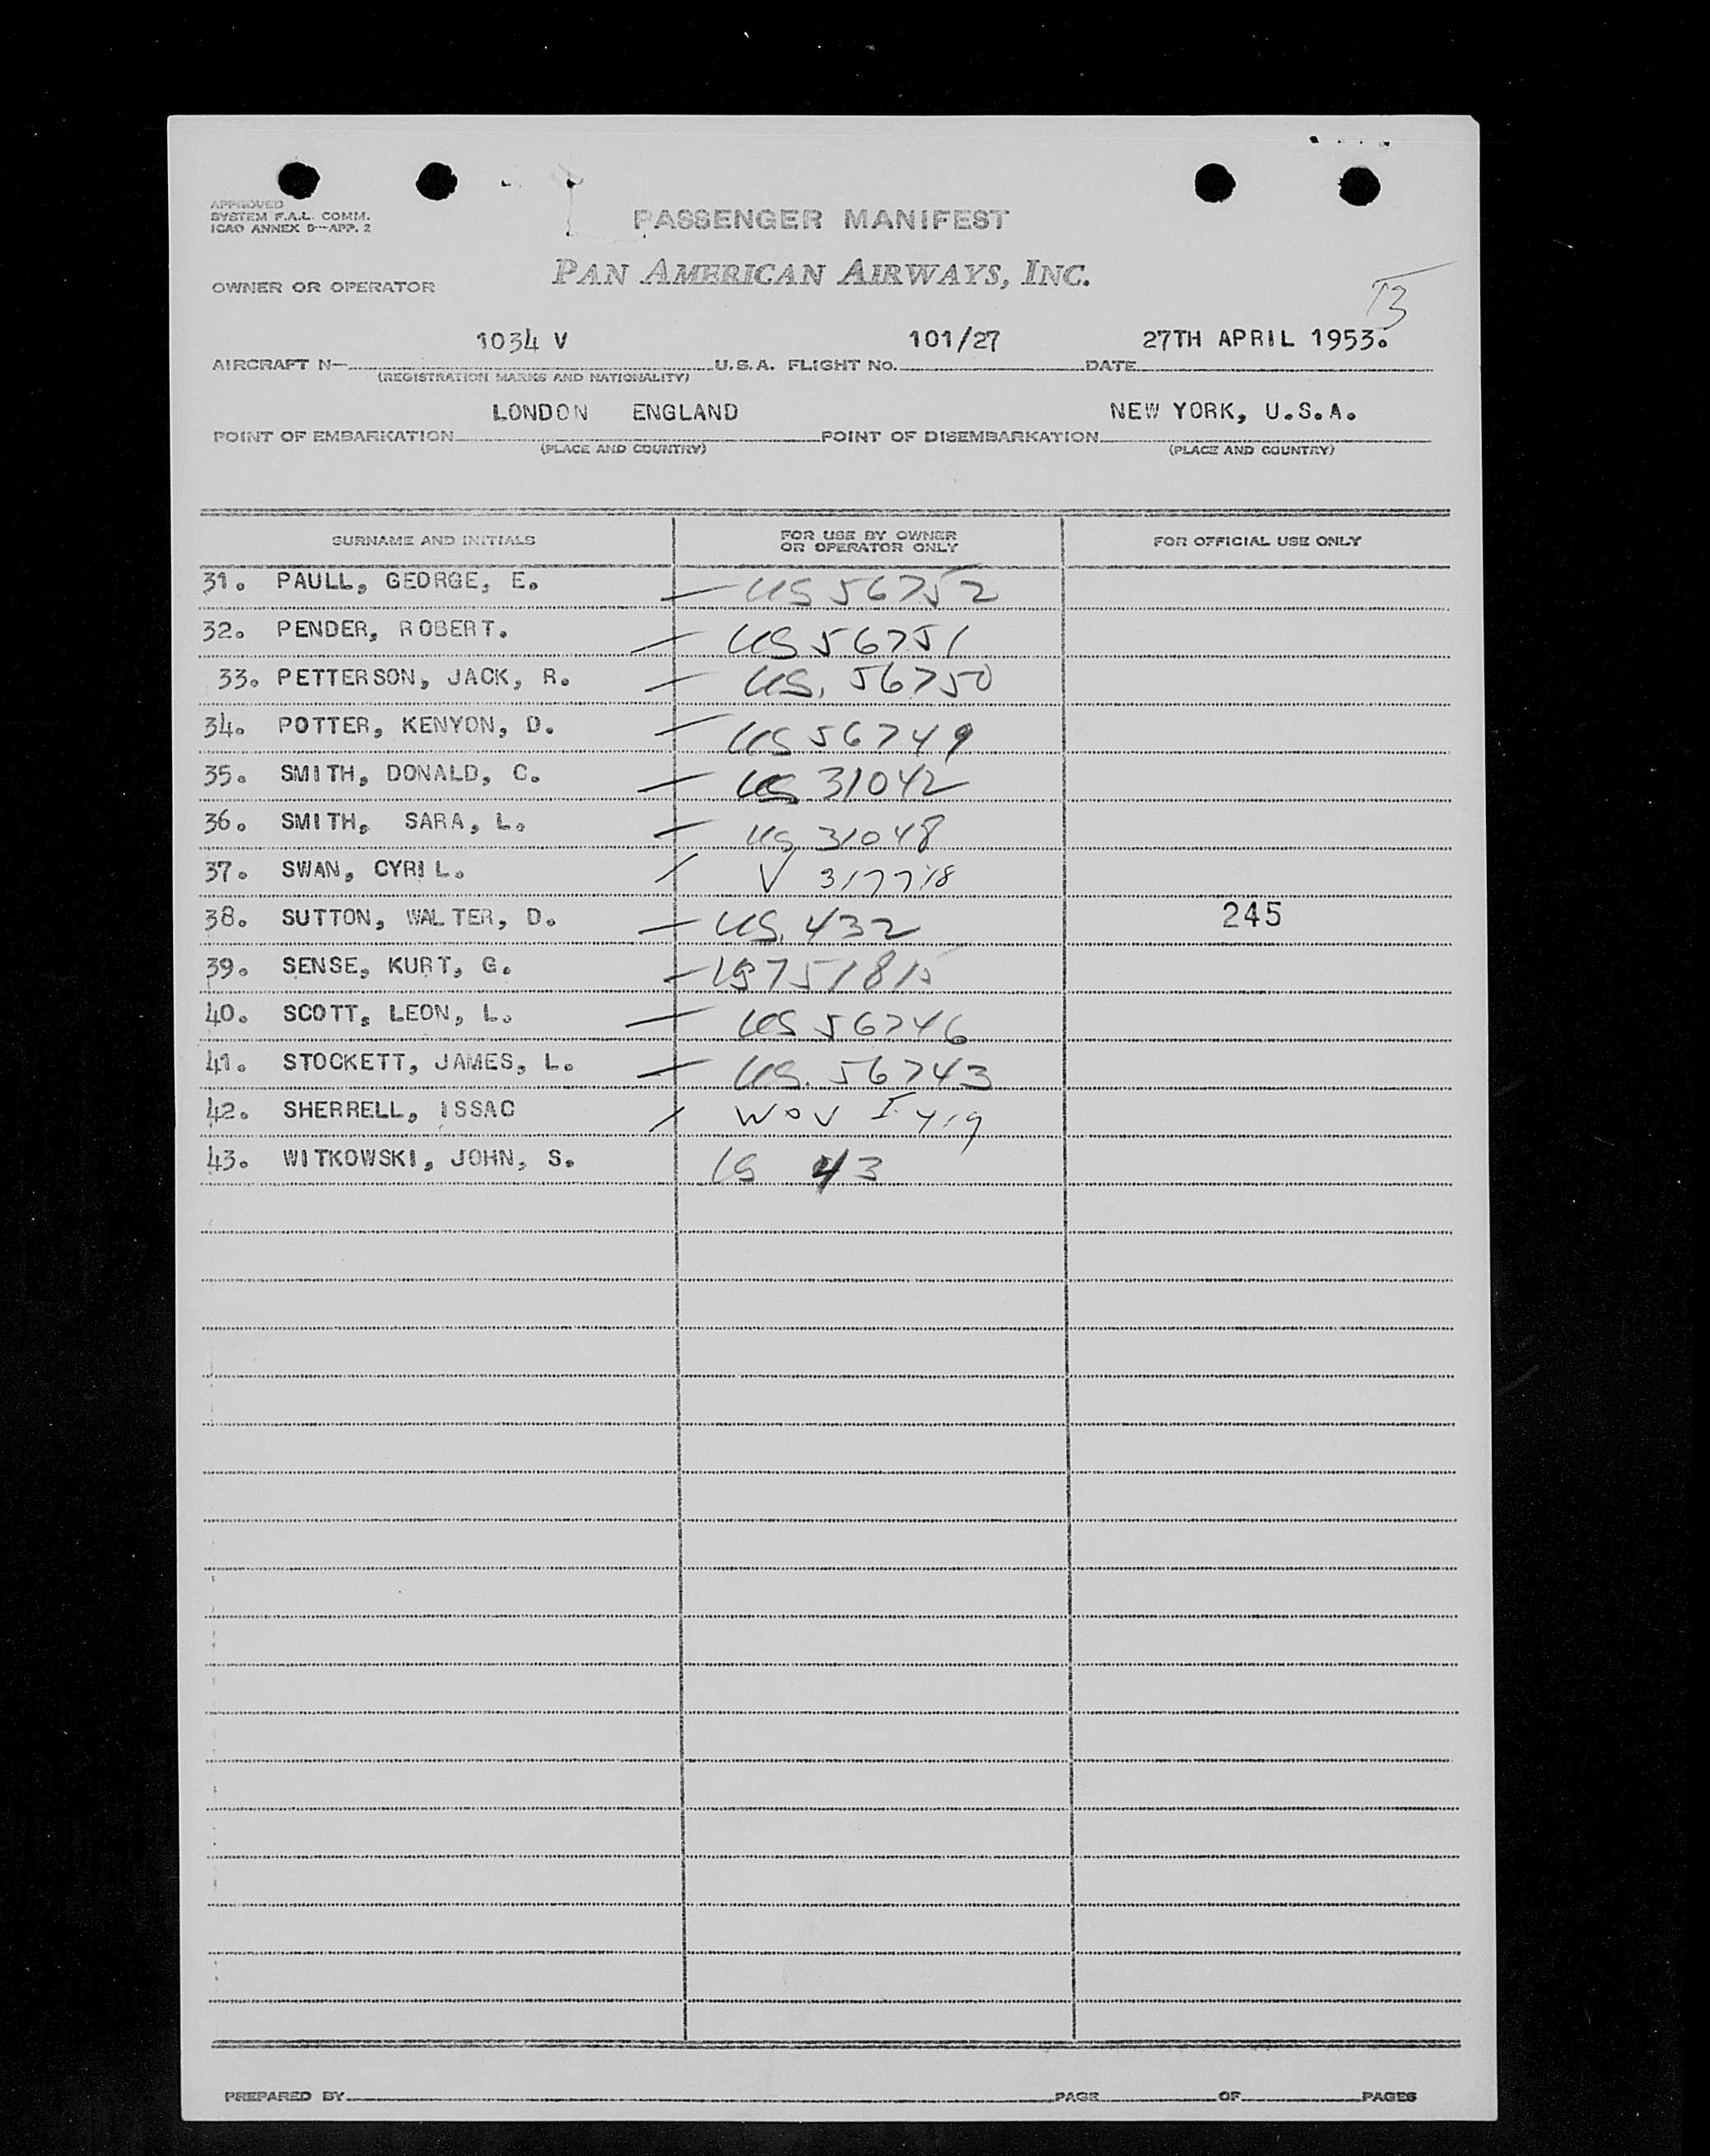 APPROVED
SYSTEM F.A.L. COMM.
ICAO ANNEX 9—APP. 2
PASSENGER MANIFEST
OWNER OR OPERATOR PAN AMERICAN AIRWAYS, INC.
13
AIRCRAFT N— 1034 V U.S.A. FLIGHT NO. 101/27 DATE 27TH APRIL 1953.
(REGISTRATION MARKS AND NATIONALITY)
POINT OF EMBARKATION LONDON ENGLAND POINT OF DISEMBARKATION NEW YORK, U.S.A.
(PLACE AND COUNTRY) (PLACE AND COUNTRY)
SURNAME AND INITIALS FOR USE BY OWNER OR OPERATOR ONLY FOR OFFICIAL USE ONLY
31. PAULL, GEORGE, E. — US 56752
32. PENDER, ROBERT. — US 56751
33. PETTERSON, JACK, R. — US. 56750
34. POTTER, KENYON, D. — US 56749
35. SMITH, DONALD, C. — US 31042
36. SMITH, SARA, L. — US 31048
37. SWAN, CYRIL. / V 317718
38. SUTTON, WALTER, D. — US. 432 245
39. SENSE, KURT, G. — US 751815
40. SCOTT, LEON, L. — US 56746
41. STOCKETT, JAMES, L. — US. 56743
42. SHERRELL, ISSAC / WOV I 419
43. WITKOWSKI, JOHN, S. US 43
PREPARED BY PAGE OF PAGES